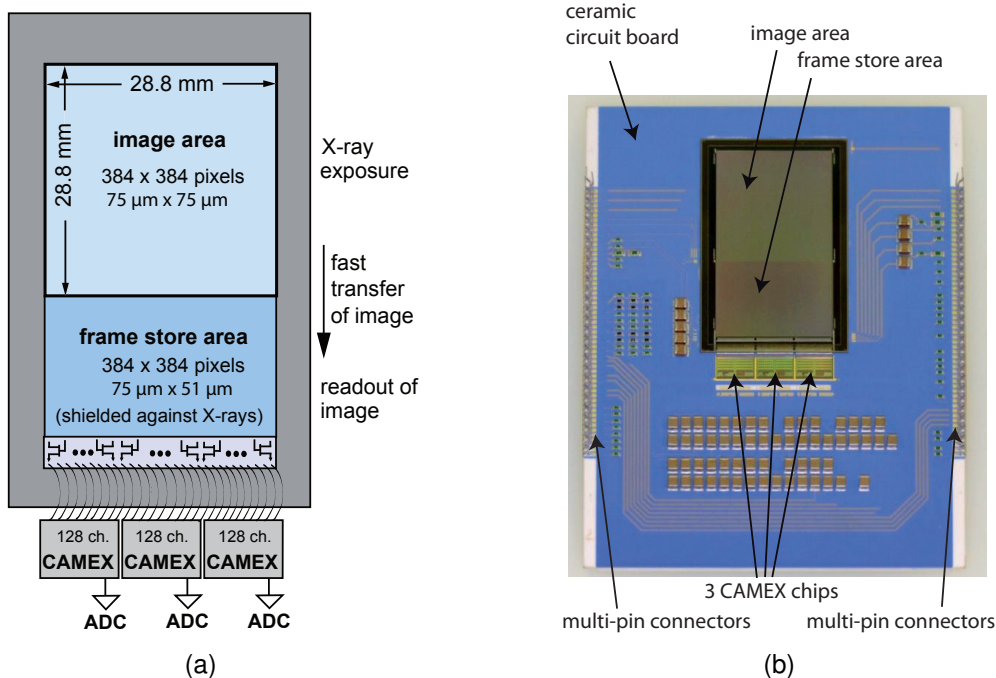 28.8 mm
28.8 mm
image area
384 x 384 pixels
75 µm x 75 µm
X-ray
exposure
fast
transfer
of image
frame store area
384 x 384 pixels
75 µm x 51 µm
(shielded against X-rays)
readout of
image
128 ch.
CAMEX
128 ch.
CAMEX
128 ch.
CAMEX
ADC
ADC
ADC
(a)
ceramic
circuit board
image area
frame store area
3 CAMEX chips
multi-pin connectors
multi-pin connectors
(b)